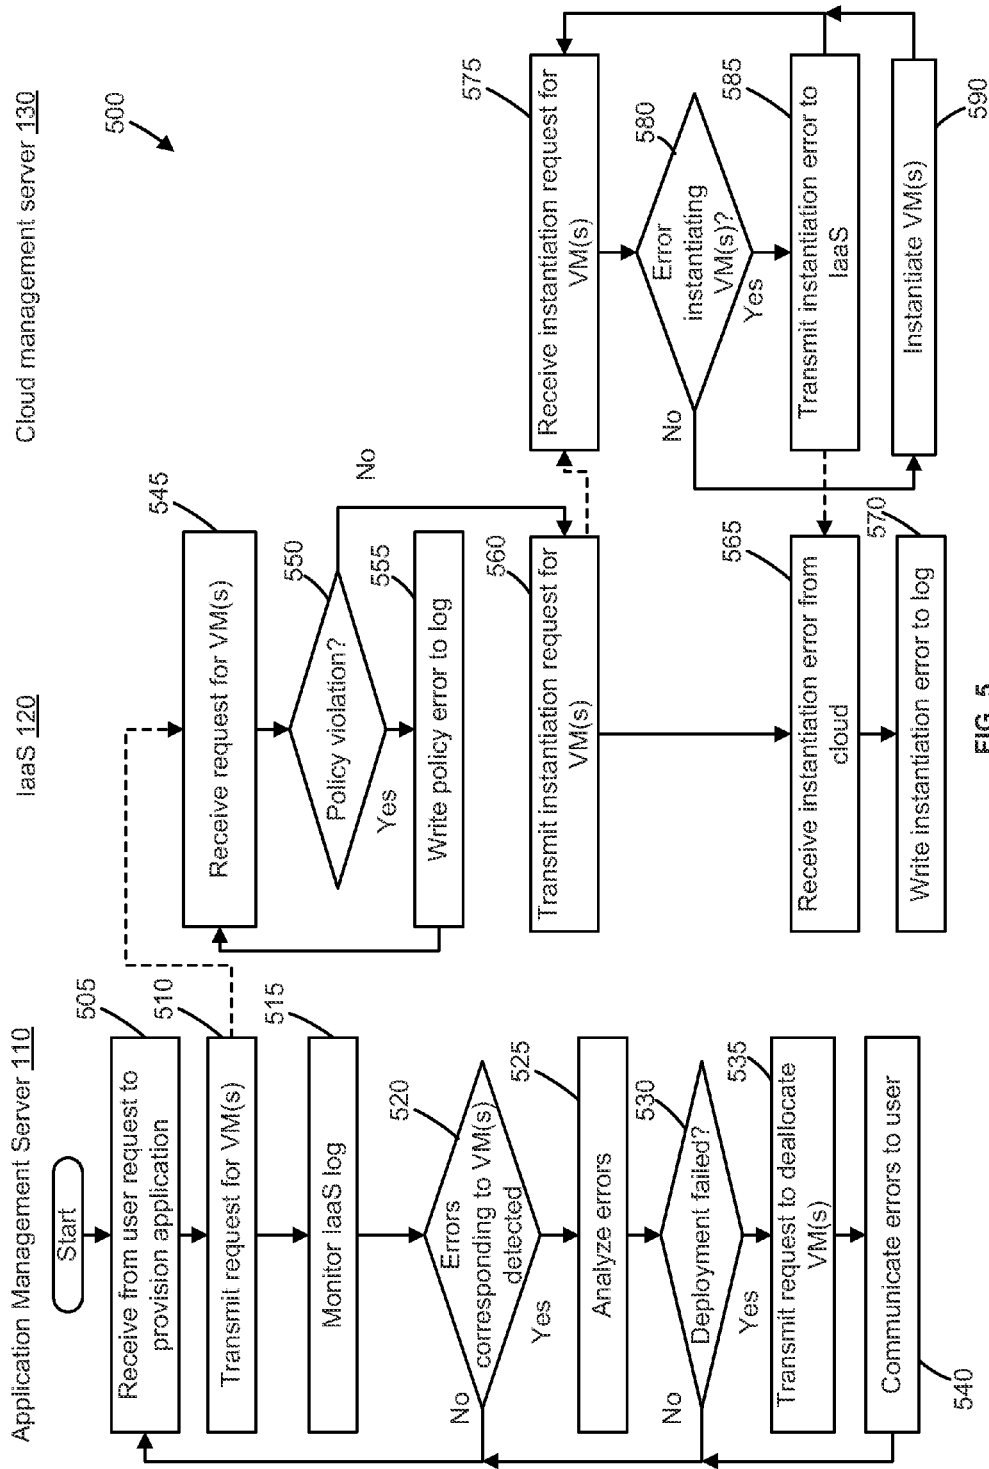 Application Management Server 110
Start
Receive from user request to
provision application
505
Transmit request for VM(s)
510
Monitor IaaS log
515
Errors
corresponding to VM(s)
detected
520
No
Yes
Analyze errors
525
Deployment failed?
530
No
Yes
Transmit request to deallocate
VM(s)
535
Communicate errors to user
540
IaaS 120
Receive request for VM(s)
545
Policy violation?
550
Yes
No
Write policy error to log
555
Transmit instantiation request for
VM(s)
560
Receive instantiation error from
cloud
565
Write instantiation error to log
570
Cloud management server 130
500
Receive instantiation request for
VM(s)
575
Error
instantiating
VM(s)?
580
No
Yes
Transmit instantiation error to
IaaS
585
Instantiate VM(s)
590
FIG. 5